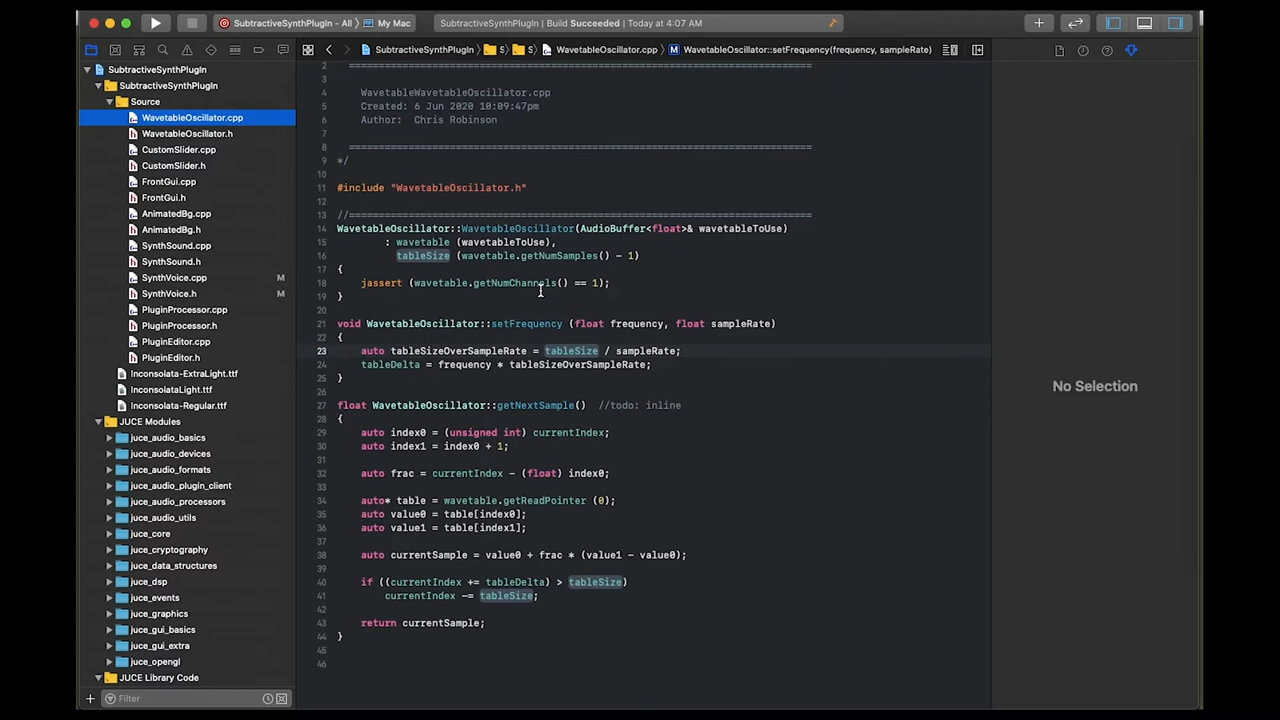 SubtractiveSynthPlugIn - All
My Mac
SubtractiveSynthPlugIn | Build Succeeded | Today at 4:07 AM
SubtractiveSynthPlugIn
S
S
WavetableOscillator.cpp
M WavetableOscillator::setFrequency(frequency, sampleRate)
SubtractiveSynthPlugIn
SubtractiveSynthPlugIn
Source
WavetableOscillator.cpp
WavetableOscillator.h
CustomSlider.cpp
CustomSlider.h
FrontGui.cpp
FrontGui.h
AnimatedBg.cpp
AnimatedBg.h
SynthSound.cpp
SynthSound.h
SynthVoice.cpp M
SynthVoice.h M
PluginProcessor.cpp
PluginProcessor.h
PluginEditor.cpp
PluginEditor.h
Inconsolata-ExtraLight.ttf
InconsolataLight.ttf
Inconsolata-Regular.ttf
JUCE Modules
juce_audio_basics
juce_audio_devices
juce_audio_formats
juce_audio_plugin_client
juce_audio_processors
juce_audio_utils
juce_core
juce_cryptography
juce_data_structures
juce_dsp
juce_events
juce_graphics
juce_gui_basics
juce_gui_extra
juce_opengl
JUCE Library Code
Filter
2 ==============================================================================
3
4 WavetableWavetableOscillator.cpp
5 Created: 6 Jun 2020 10:09:47pm
6 Author:  Chris Robinson
7
8 ==============================================================================
9 */
10
11 #include "WavetableOscillator.h"
12
13 //==============================================================================
14 WavetableOscillator::WavetableOscillator(AudioBuffer<float>& wavetableToUse)
15 : wavetable (wavetableToUse),
16 tableSize (wavetable.getNumSamples() - 1)
17 {
18 jassert (wavetable.getNumChannels() == 1);
19 }
20
21 void WavetableOscillator::setFrequency (float frequency, float sampleRate)
22 {
23 auto tableSizeOverSampleRate = tableSize / sampleRate;
24 tableDelta = frequency * tableSizeOverSampleRate;
25 }
26
27 float WavetableOscillator::getNextSample()  //todo: inline
28 {
29 auto index0 = (unsigned int) currentIndex;
30 auto index1 = index0 + 1;
31
32 auto frac = currentIndex - (float) index0;
33
34 auto* table = wavetable.getReadPointer (0);
35 auto value0 = table[index0];
36 auto value1 = table[index1];
37
38 auto currentSample = value0 + frac * (value1 - value0);
39
40 if ((currentIndex += tableDelta) > tableSize)
41 currentIndex -= tableSize;
42
43 return currentSample;
44 }
45
46
No Selection